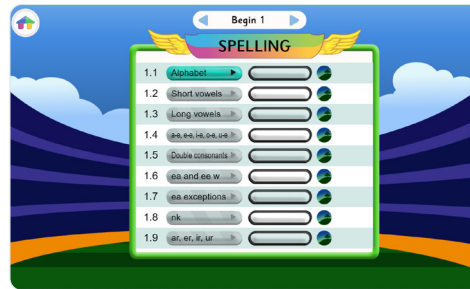 Begin 1
SPELLING
1.1 Alphabet
1.2 Short vowels
1.3 Long vowels
1.4 a-e, e-e, i-e, o-e, u-e
1.5 Double consonants
1.6 ea and ee w
1.7 ea exceptions
1.8 nk
1.9 ar, er, ir, ur